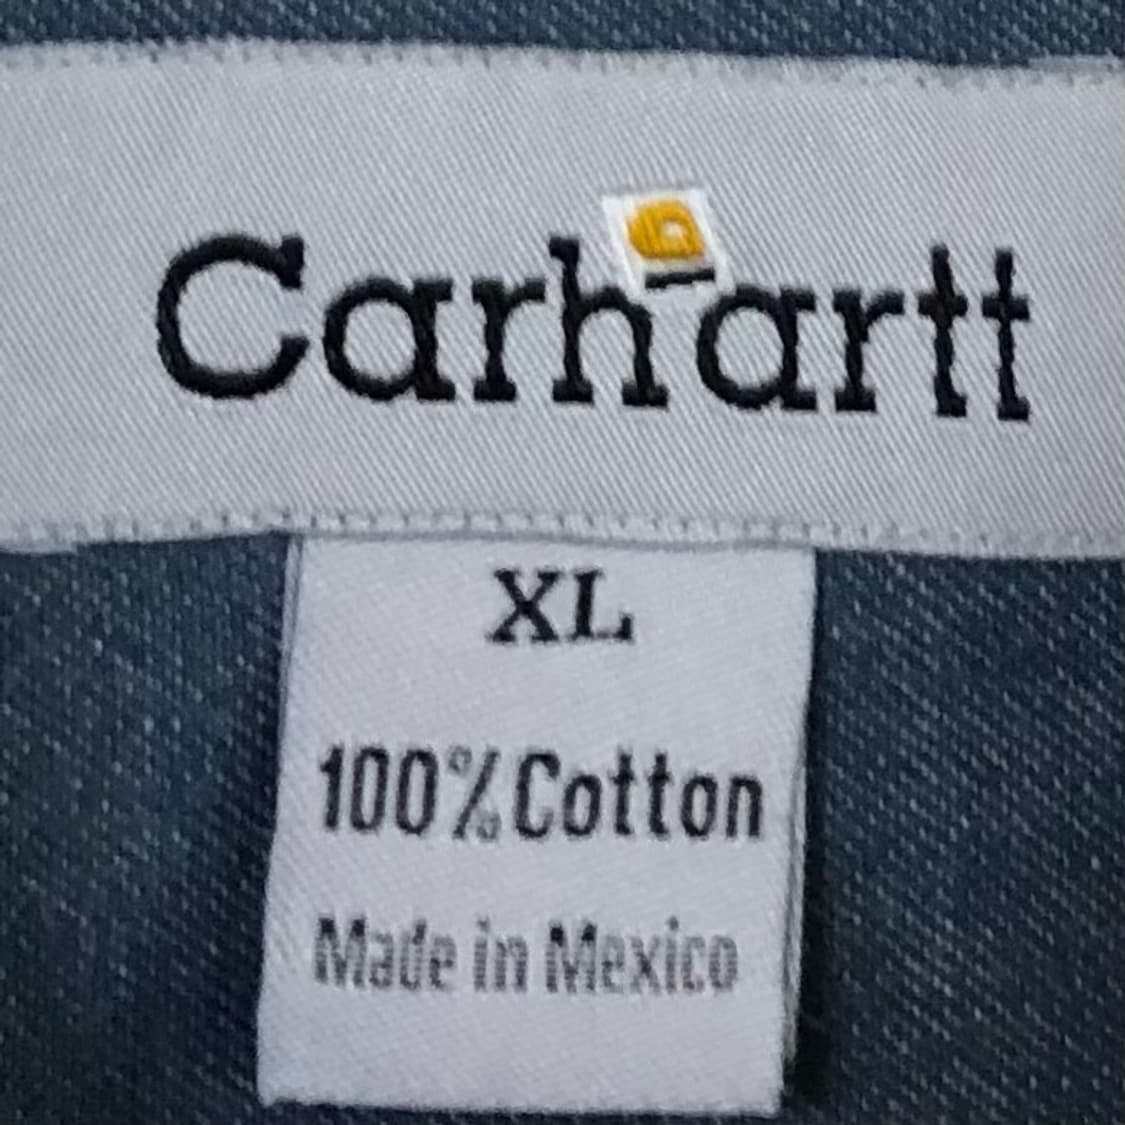 Carhartt
XL
100% Cotton
Made in Mexico